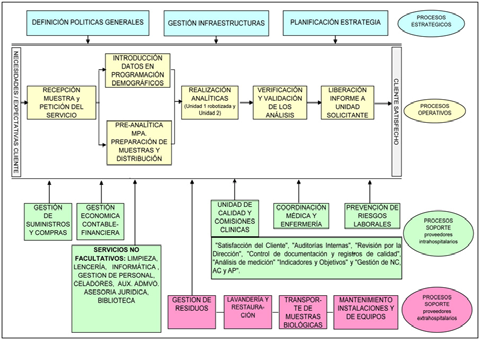 DEFINICIÓN POLITICAS GENERALES
GESTIÓN INFRAESTRUCTURAS
PLANIFICACIÓN ESTRATEGIA
PROCESOS
ESTRATEGICOS
NECESIDADES / EXPECTATIVAS CLIENTE
RECEPCIÓN
MUESTRA y
PETICIÓN DEL
SERVICIO
INTRODUCCIÓN
DATOS EN
PROGRAMACIÓN
DEMOGRÁFICOS
PRE-ANALÍTICA
MPA.
PREPARACIÓN DE
MUESTRAS Y
DISTRIBUCIÓN
REALIZACIÓN
ANALÍTICAS
(Unidad 1 robotizada y
Unidad 2)
VERIFICACIÓN
Y VALIDACIÓN
DE LOS
ANÁLISIS
LIBERACIÓN
INFORME A
UNIDAD
SOLICITANTE
CLIENTE SATISFECHO
PROCESOS
OPERATIVOS
GESTIÓN
DE
SUMINISTROS
Y COMPRAS
GESTIÓN
ECONOMICA
CONTABLE-
FINANCIERA
UNIDAD DE
CALIDAD Y
COMISIONES
CLINICAS
COORDINACIÓN
MÉDICA Y
ENFERMERÍA
PREVENCIÓN DE
RIESGOS
LABORALES
PROCESOS
SOPORTE
proveedores
intrahospitalarios
SERVICIOS NO
FACULTATIVOS: LIMPIEZA,
LENCERÍA, INFORMÁTICA ,
GESTION DE PERSONAL,
CELADORES, AUX. ADMVO.
ASESORIA JURIDICA,
BIBLIOTECA
"Satisfacción del Cliente", "Auditorias Internas", "Revisión por la
Dirección", "Control de documentación y registros de calidad",
"Análisis de medición" "Indicadores y Objetivos" y "Gestión de NC,
AC y AP".
GESTIÓN DE
RESIDUOS
LAVANDERÍA Y
RESTAURA-
CIÓN
TRANSPOR-
TE DE
MUESTRAS
BIOLÓGICAS
MANTENIMIENTO
INSTALACIONES Y
DE EQUIPOS
PROCESOS
SOPORTE
proveedores
extrahospitalarios